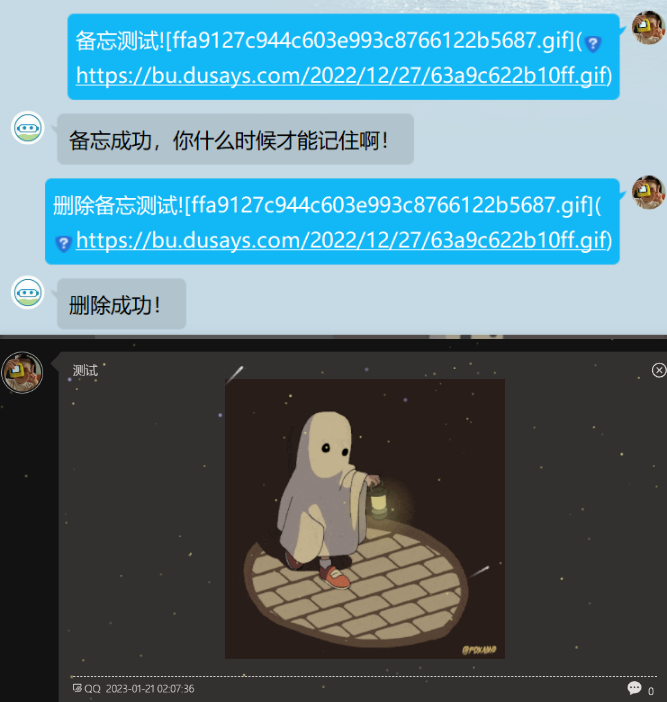 备忘测试![ffa9127c944c603e993c8766122b5687.gif](
https://bu.dusays.com/2022/12/27/63a9c622b10ff.gif)
备忘成功，你什么时候才能记住啊！
删除备忘测试![ffa9127c944c603e993c8766122b5687.gif](
https://bu.dusays.com/2022/12/27/63a9c622b10ff.gif)
删除成功！
测试
@POKAMO
QQ 2023-01-21 02:07:36
0